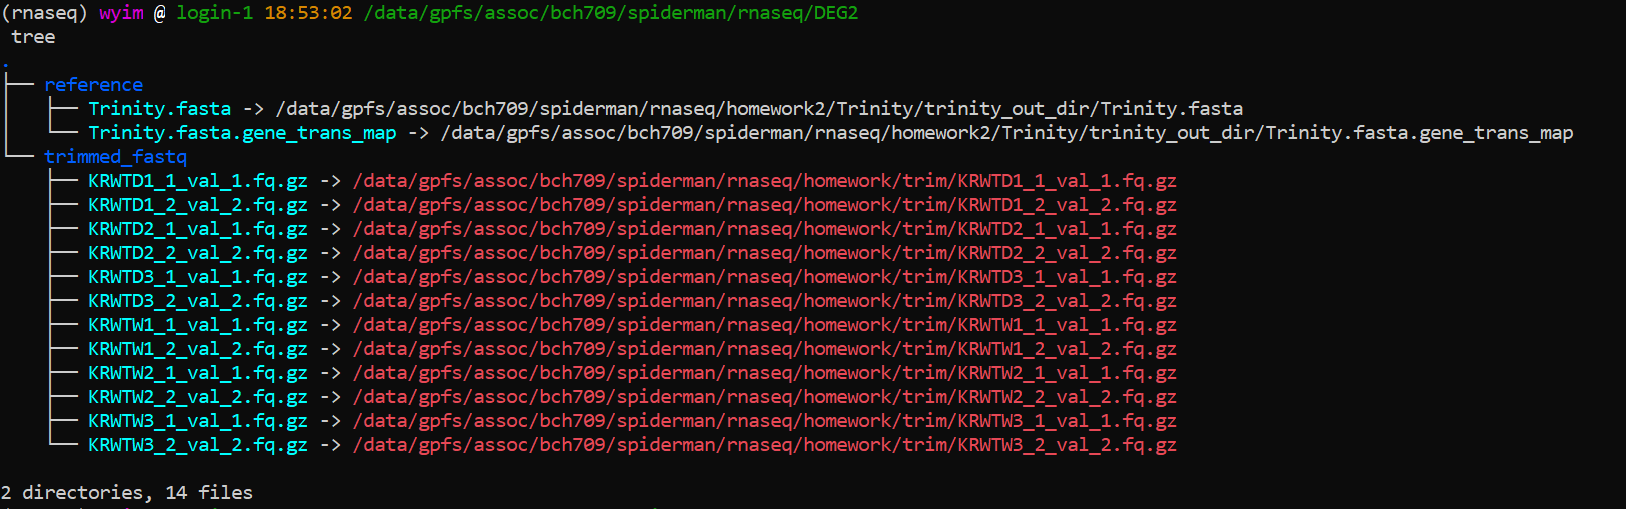 (rnaseq) wyim @ login-1 18:53:02 /data/gpfs/assoc/bch709/spiderman/rnaseq/DEG2
 tree
.
├── reference
│   ├── Trinity.fasta -> /data/gpfs/assoc/bch709/spiderman/rnaseq/homework2/Trinity/trinity_out_dir/Trinity.fasta
│   └── Trinity.fasta.gene_trans_map -> /data/gpfs/assoc/bch709/spiderman/rnaseq/homework2/Trinity/trinity_out_dir/Trinity.fasta.gene_trans_map
└── trimmed_fastq
    ├── KRWTD1_1_val_1.fq.gz -> /data/gpfs/assoc/bch709/spiderman/rnaseq/homework/trim/KRWTD1_1_val_1.fq.gz
    ├── KRWTD1_2_val_2.fq.gz -> /data/gpfs/assoc/bch709/spiderman/rnaseq/homework/trim/KRWTD1_2_val_2.fq.gz
    ├── KRWTD2_1_val_1.fq.gz -> /data/gpfs/assoc/bch709/spiderman/rnaseq/homework/trim/KRWTD2_1_val_1.fq.gz
    ├── KRWTD2_2_val_2.fq.gz -> /data/gpfs/assoc/bch709/spiderman/rnaseq/homework/trim/KRWTD2_2_val_2.fq.gz
    ├── KRWTD3_1_val_1.fq.gz -> /data/gpfs/assoc/bch709/spiderman/rnaseq/homework/trim/KRWTD3_1_val_1.fq.gz
    ├── KRWTD3_2_val_2.fq.gz -> /data/gpfs/assoc/bch709/spiderman/rnaseq/homework/trim/KRWTD3_2_val_2.fq.gz
    ├── KRWTW1_1_val_1.fq.gz -> /data/gpfs/assoc/bch709/spiderman/rnaseq/homework/trim/KRWTW1_1_val_1.fq.gz
    ├── KRWTW1_2_val_2.fq.gz -> /data/gpfs/assoc/bch709/spiderman/rnaseq/homework/trim/KRWTW1_2_val_2.fq.gz
    ├── KRWTW2_1_val_1.fq.gz -> /data/gpfs/assoc/bch709/spiderman/rnaseq/homework/trim/KRWTW2_1_val_1.fq.gz
    ├── KRWTW2_2_val_2.fq.gz -> /data/gpfs/assoc/bch709/spiderman/rnaseq/homework/trim/KRWTW2_2_val_2.fq.gz
    ├── KRWTW3_1_val_1.fq.gz -> /data/gpfs/assoc/bch709/spiderman/rnaseq/homework/trim/KRWTW3_1_val_1.fq.gz
    └── KRWTW3_2_val_2.fq.gz -> /data/gpfs/assoc/bch709/spiderman/rnaseq/homework/trim/KRWTW3_2_val_2.fq.gz

2 directories, 14 files